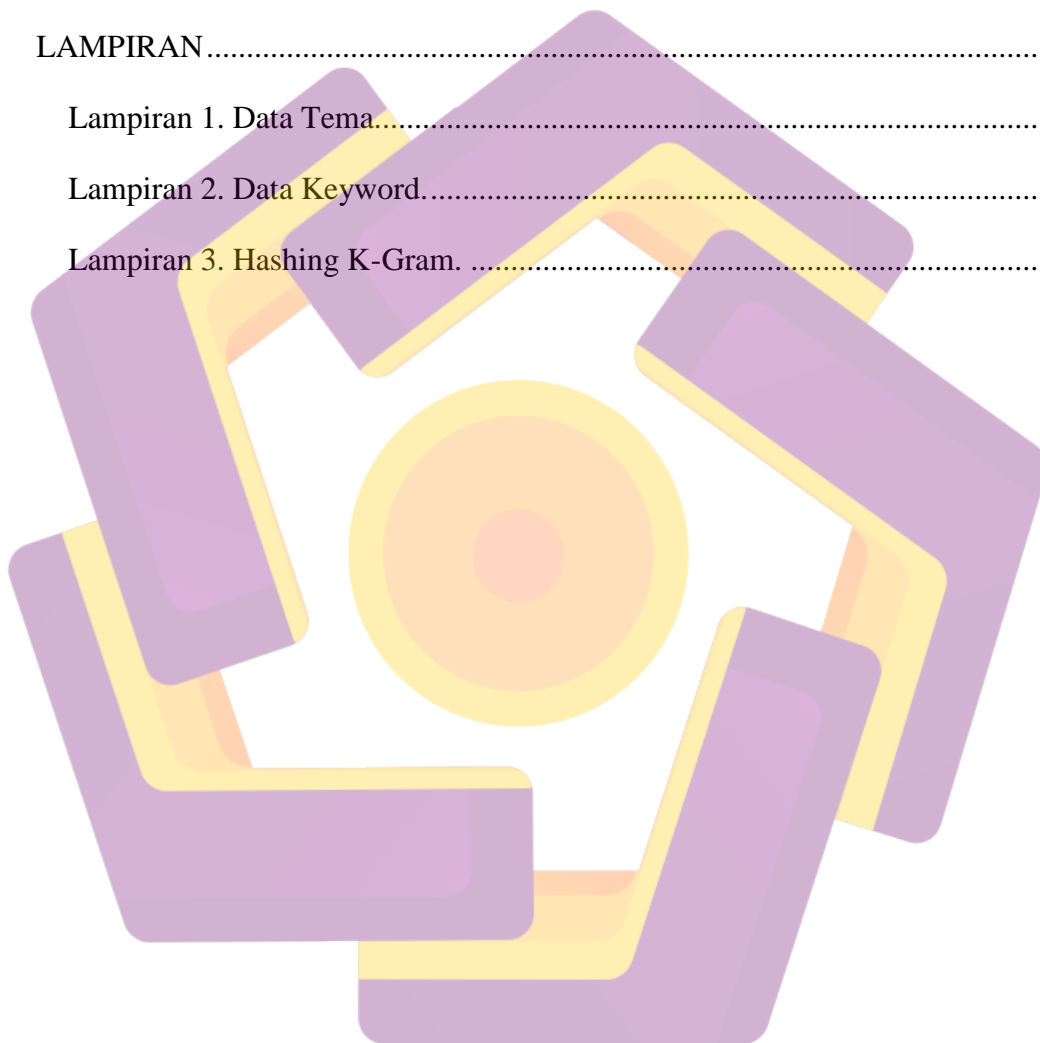 LAMPIRAN........................................................................................................
Lampiran 1. Data Tema...................................................................................
Lampiran 2. Data Keyword.............................................................................
Lampiran 3. Hashing K-Gram. .......................................................................